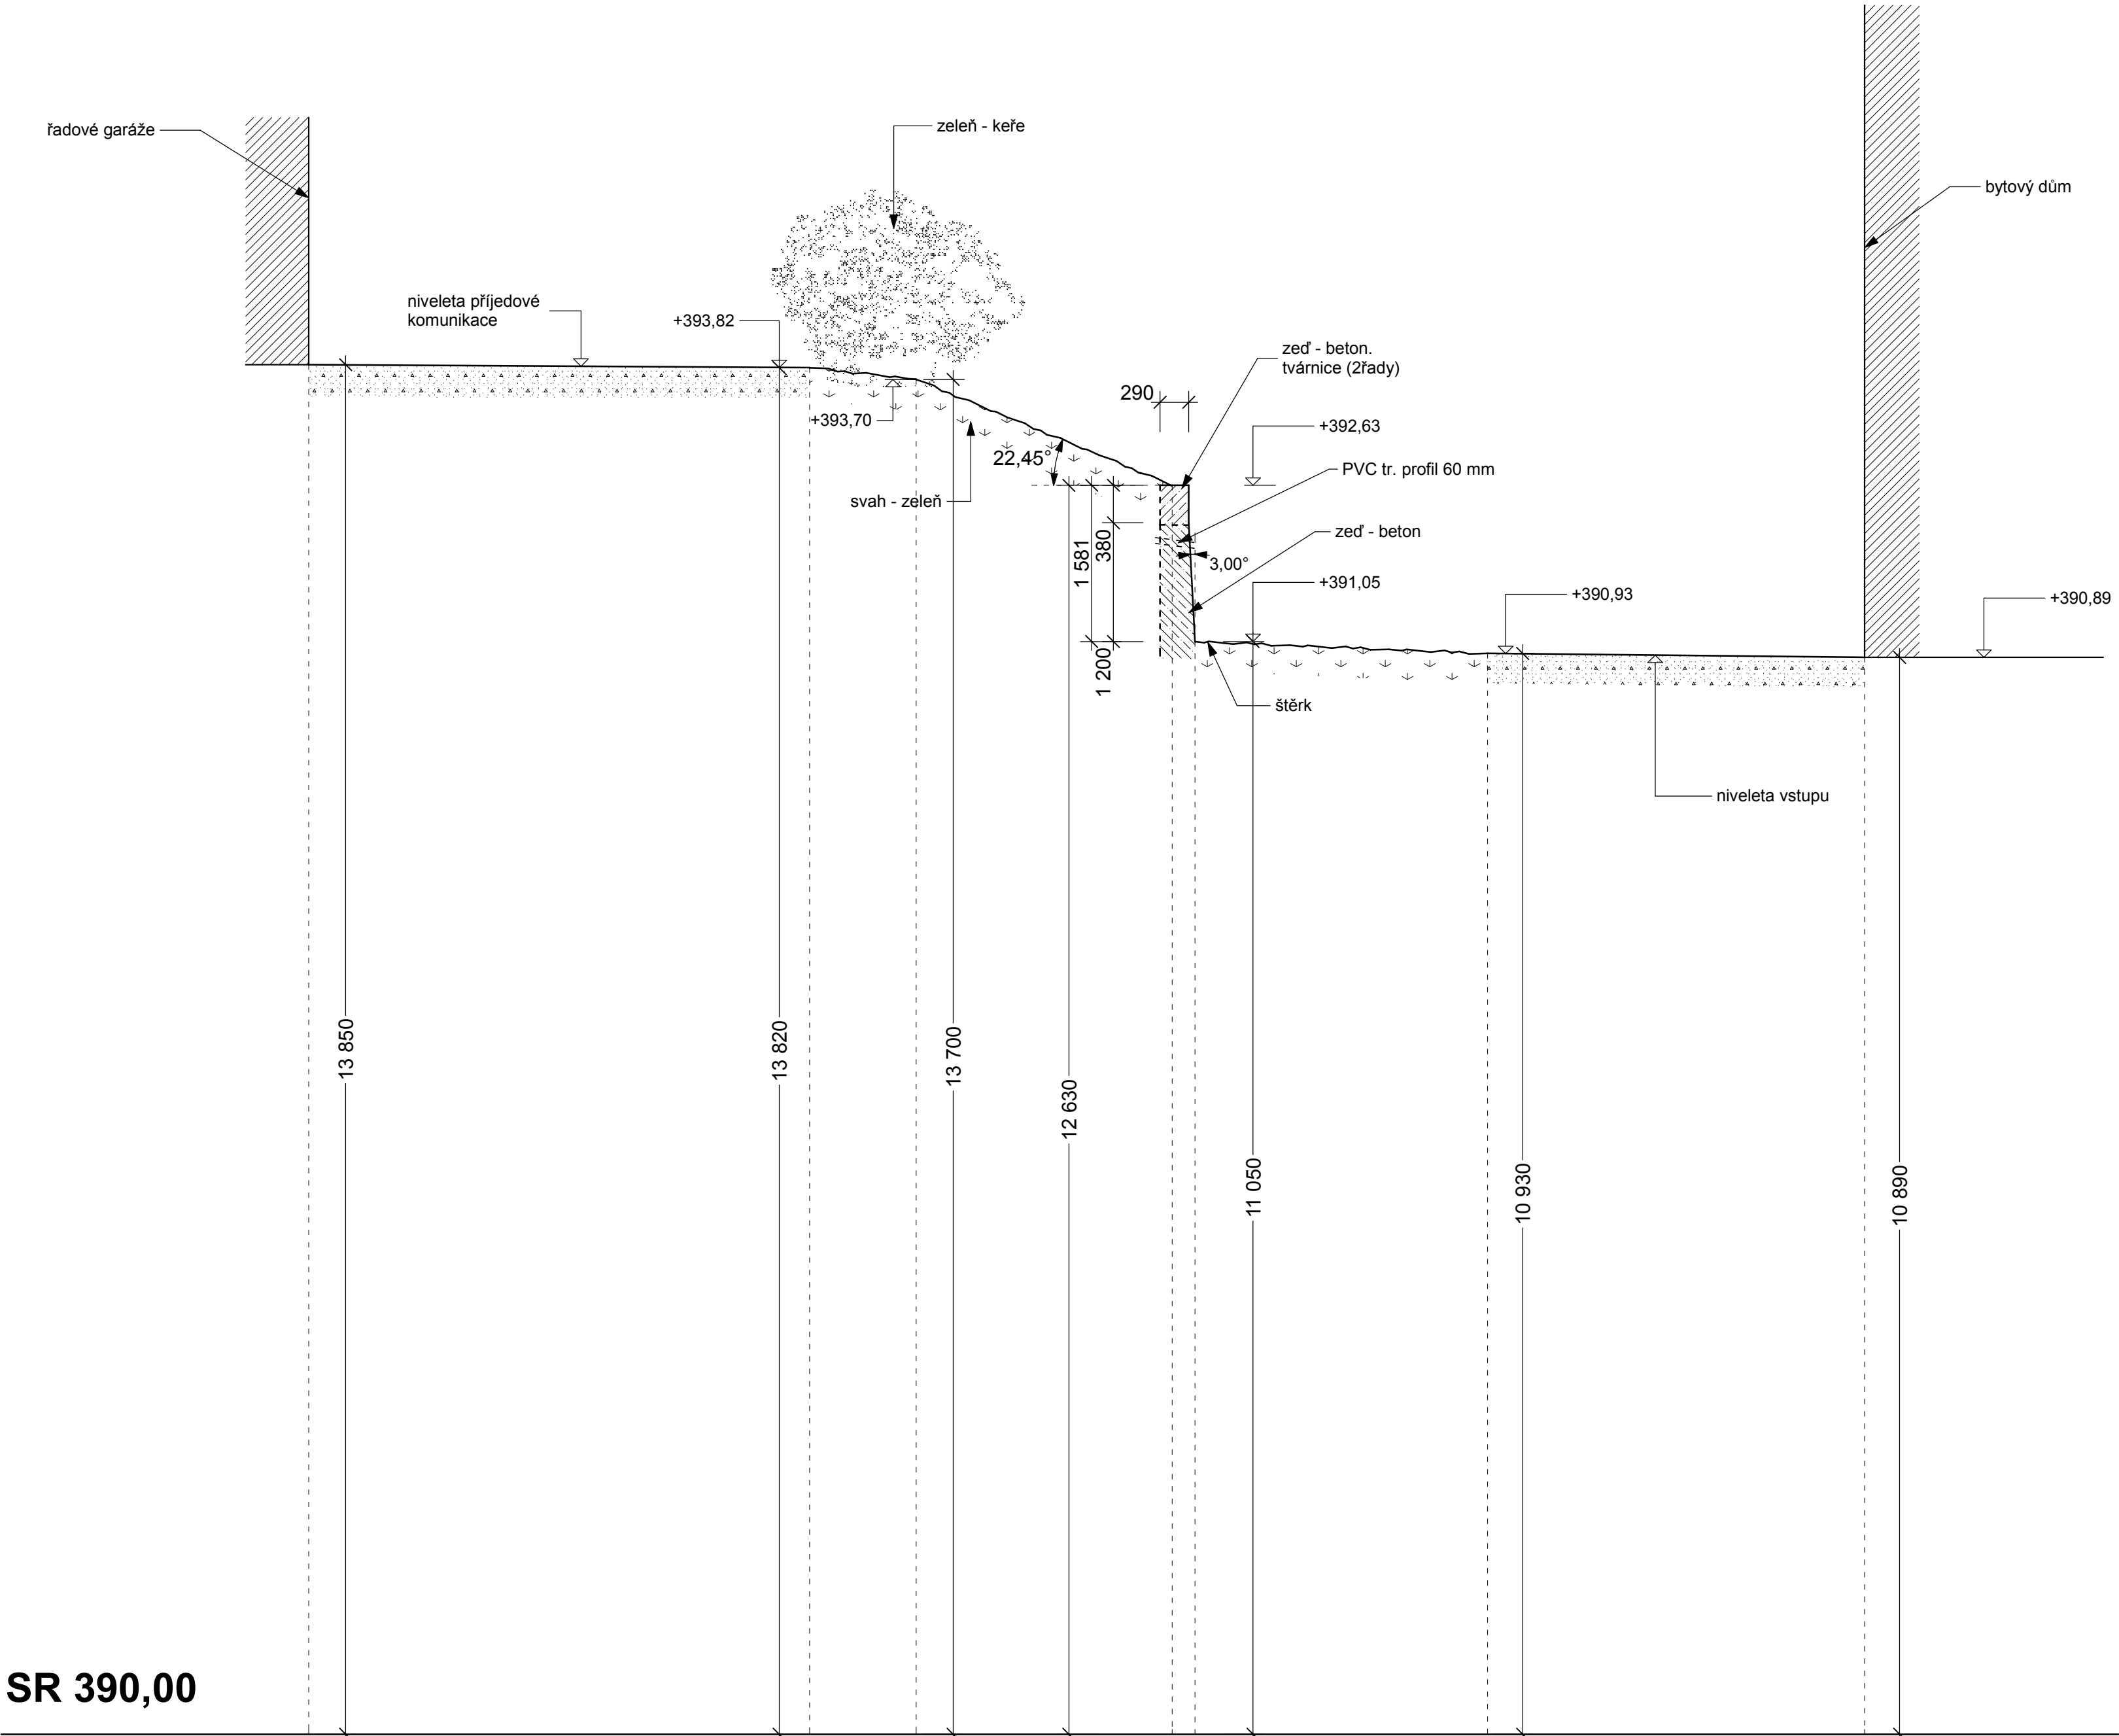 řadové garáže
zeleň - keře
bytový dům
niveleta příjedové
komunikace
+393,82
zeď - beton.
tvárnice (2řady)
290
+393,70
+392,63
22,45°
PVC tr. profil 60 mm
svah - zeleň
zeď - beton
1 581
380
3,00°
+391,05
+390,93
+390,89
1 200
štěrk
niveleta vstupu
13 850
13 820
13 700
12 630
11 050
10 930
10 890
SR 390,00